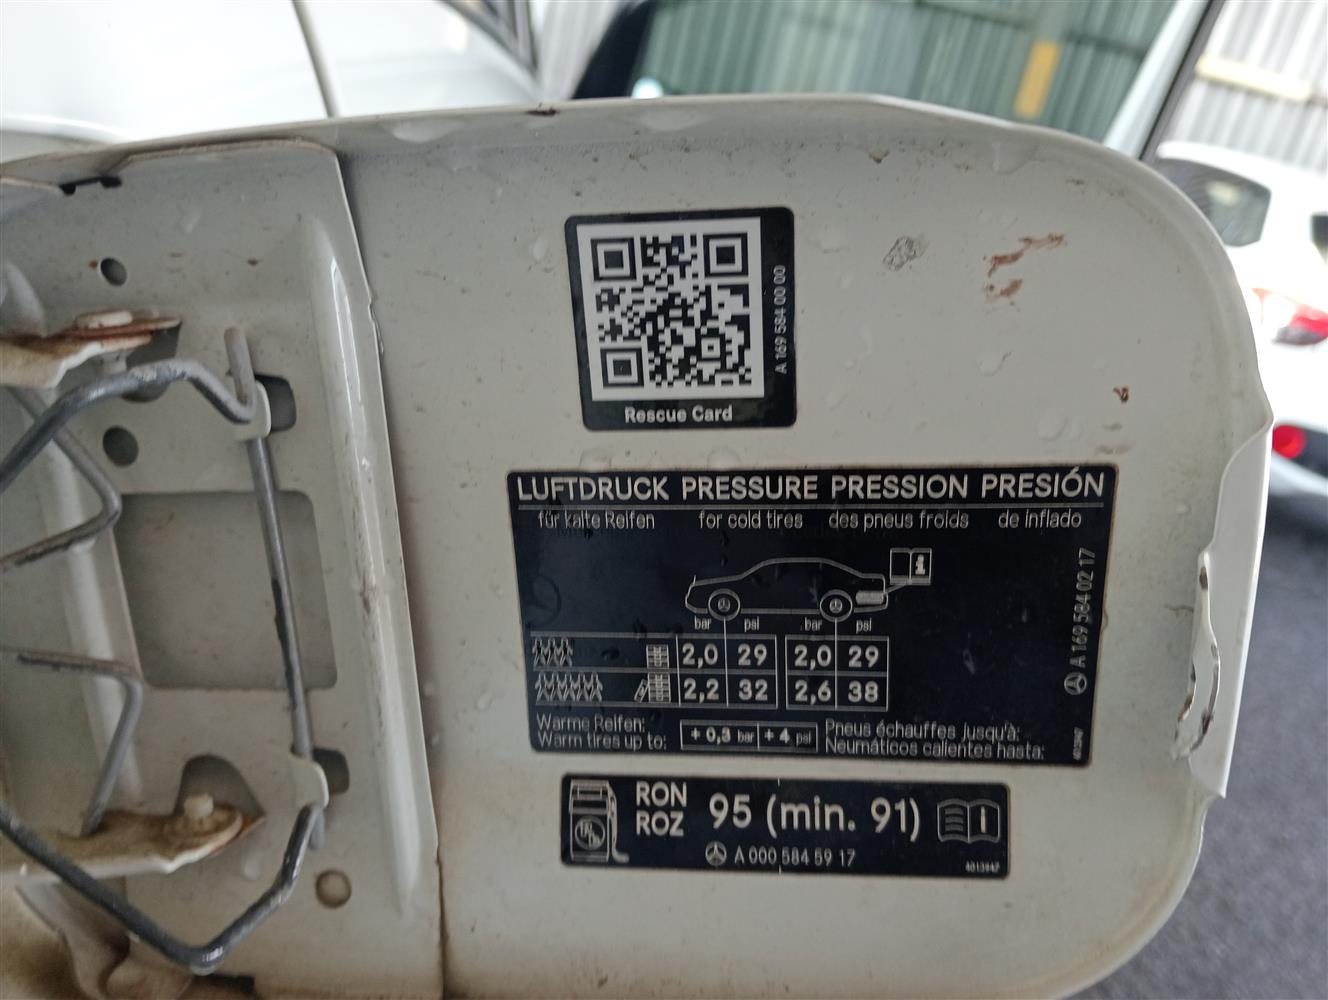 A 169 584 00 00
Rescue Card
LUFTDRUCK PRESSURE PRESSION PRESIÓN
für kalte Reifen for cold tires des pneus froids de inflado
i
bar psi bar psi
2,0 29 2,0 29
2,2 32 2,6 38
Warme Reifen:
Warm tires up to:
+ 0,3 bar + 4 psi
Pneus échauffes jusqu'à:
Neumáticos calientes hasta:
A 169 584 02 17
RON
ROZ
95 (min. 91)
i
A 000 584 59 17